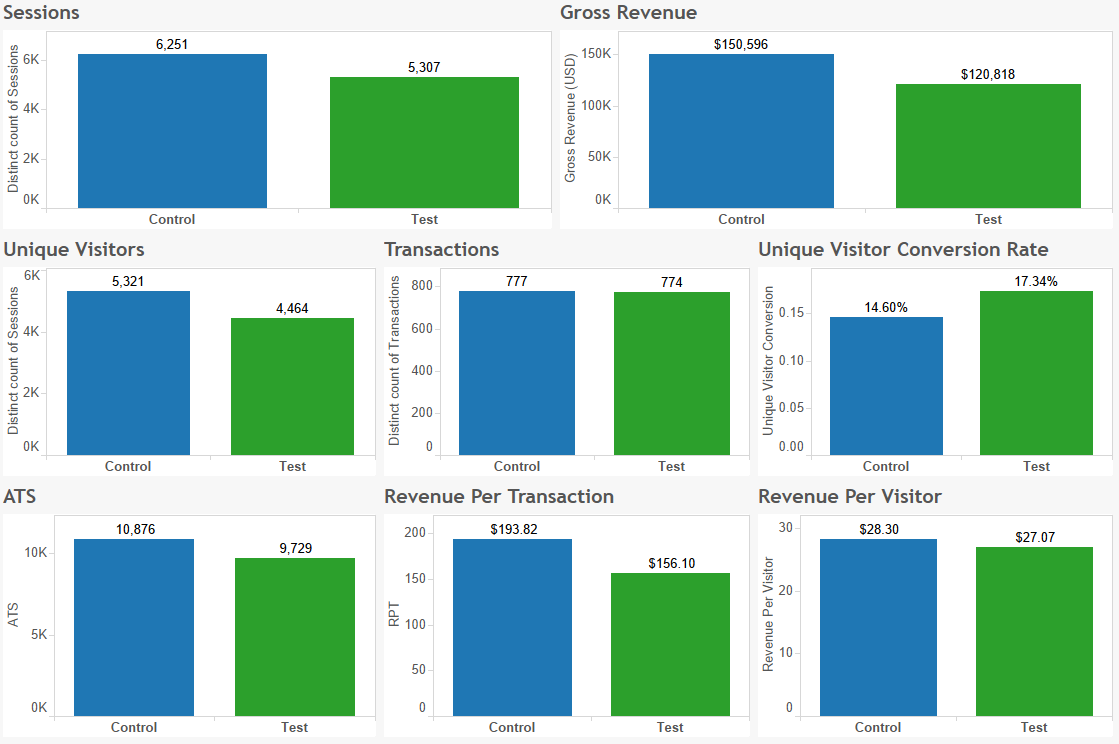 Sessions
Distinct count of Sessions
6K
4K
2K
0K
6,251
5,307
Control
Test
Gross Revenue
Gross Revenue (USD)
150K
100K
50K
0K
$150,596
$120,818
Control
Test
Unique Visitors
Distinct count of Sessions
6K
4K
2K
0K
5,321
4,464
Control
Test
Transactions
Distinct count of Transactions
800
600
400
200
0
777
774
Control
Test
Unique Visitor Conversion Rate
Unique Visitor Conversion
0.15
0.10
0.05
0.00
14.60%
17.34%
Control
Test
ATS
ATS
10K
5K
0K
10,876
9,729
Control
Test
Revenue Per Transaction
RPT
200
150
100
50
0
$193.82
$156.10
Control
Test
Revenue Per Visitor
Revenue Per Visitor
30
20
10
0
$28.30
$27.07
Control
Test